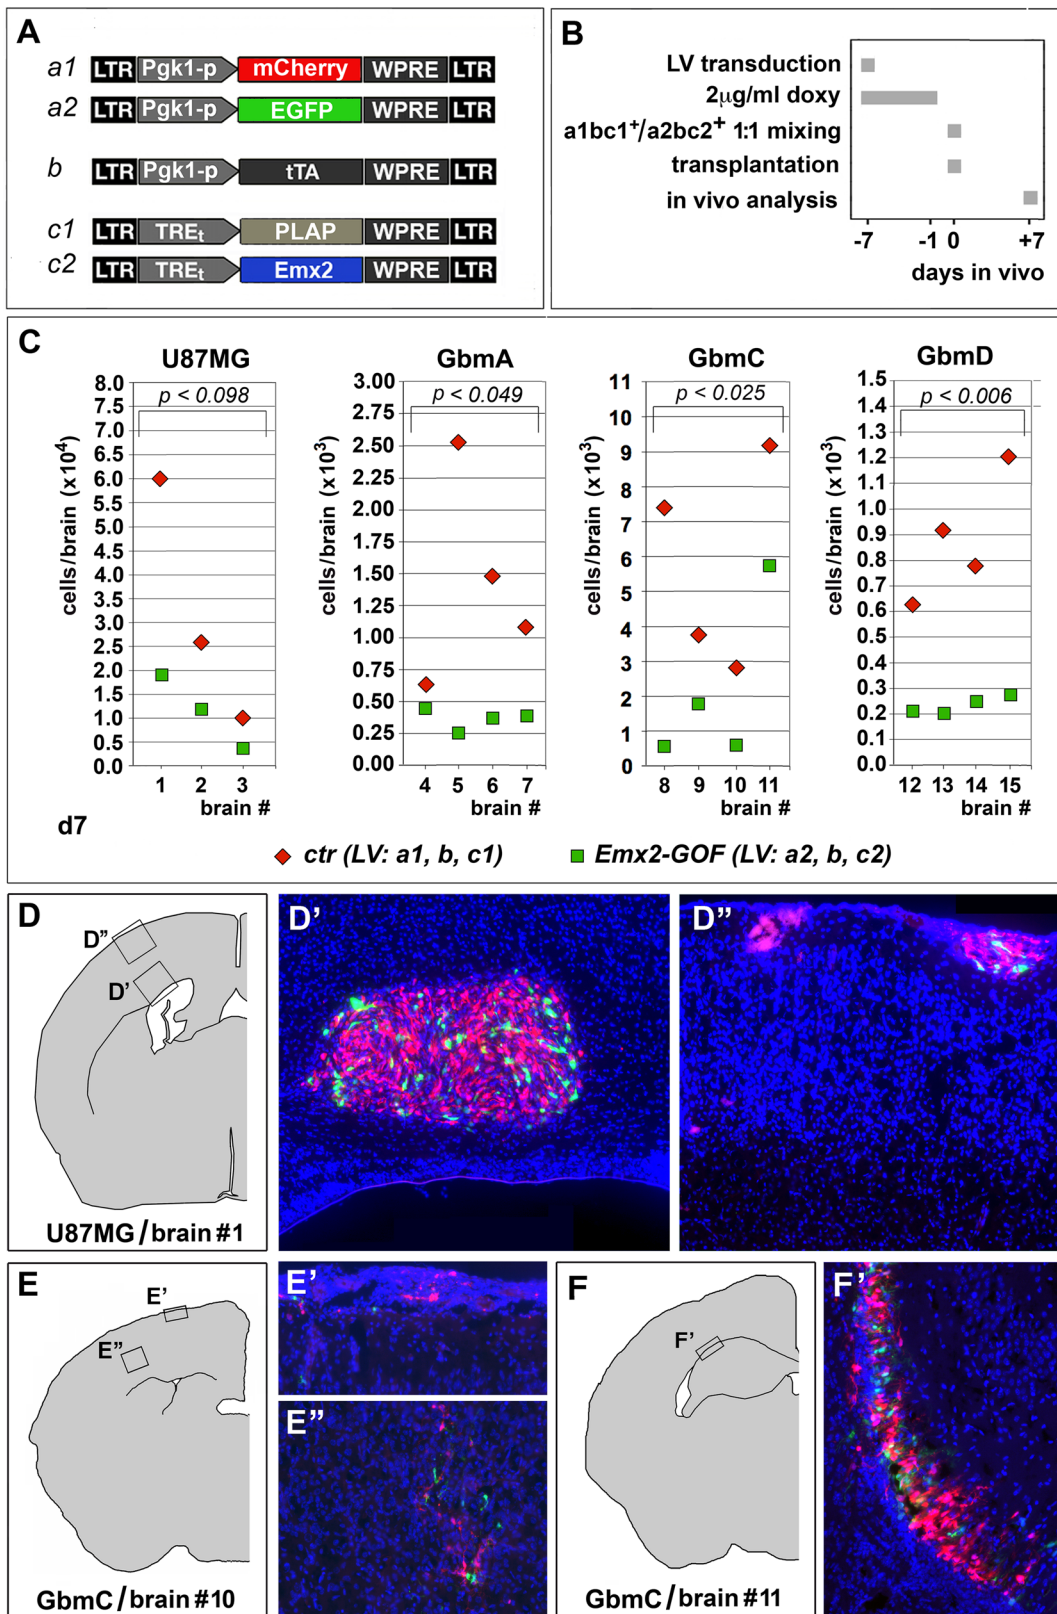 A
a1 LTR Pgk1-p mCherry WPRE LTR
a2 LTR Pgk1-p EGFP WPRE LTR
b LTR Pgk1-p tTA WPRE LTR
c1 LTR TREt PLAP WPRE LTR
c2 LTR TREt Emx2 WPRE LTR
B
LV transduction
2µg/ml doxy
a1bc1+/a2bc2+ 1:1 mixing
transplantation
in vivo analysis
-7 -1 0 +7
days in vivo
C
U87MG
p < 0.098
cells/brain (x10⁴)
8.0
7.5
7.0
6.5
6.0
5.5
5.0
4.5
4.0
3.5
3.0
2.5
2.0
1.5
1.0
0.5
0.0
1 2 3
brain #
GbmA
p < 0.049
cells/brain (x10³)
3.00
2.75
2.50
2.25
2.00
1.75
1.50
1.25
1.00
0.75
0.50
0.25
0.00
4 5 6 7
brain #
GbmC
p < 0.025
cells/brain (x10³)
11
10
9
8
7
6
5
4
3
2
1
0
8 9 10 11
brain #
GbmD
p < 0.006
cells/brain (x10³)
1.5
1.4
1.3
1.2
1.1
1.0
0.9
0.8
0.7
0.6
0.5
0.4
0.3
0.2
0.1
0.0
12 13 14 15
brain #
d7
ctr (LV: a1, b, c1)
Emx2-GOF (LV: a2, b, c2)
D
D”
D’
U87MG/brain #1
D’
D”
E
E’
E”
GbmC/brain #10
E’
E”
F
F’
GbmC/brain #11
F’